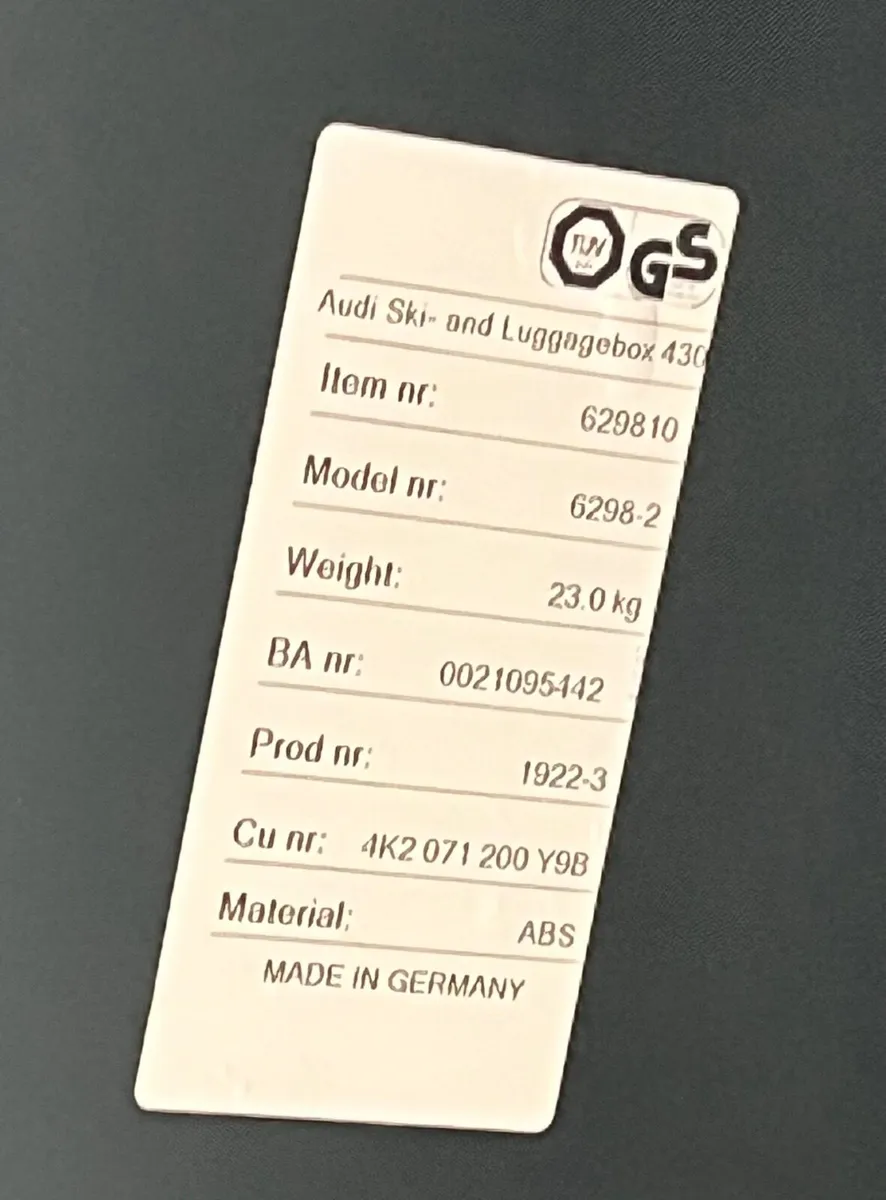 TÜV
GS
Audi Ski- and Luggagebox 430
Item nr: 629810
Model nr: 6298-2
Weight: 23.0 kg
BA nr: 0021095442
Prod nr: 1922-3
Cu nr: 4K2 071 200 Y9B
Material: ABS
MADE IN GERMANY